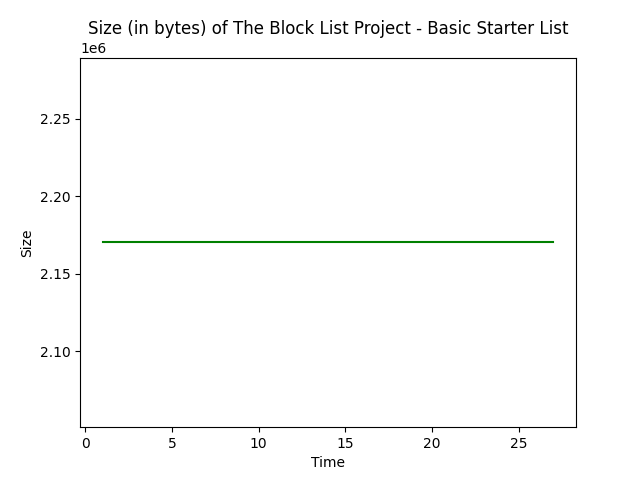 Size (in bytes) of The Block List Project - Basic Starter List
1e6
2.25
2.20
2.15
2.10
Size
0 5 10 15 20 25
Time